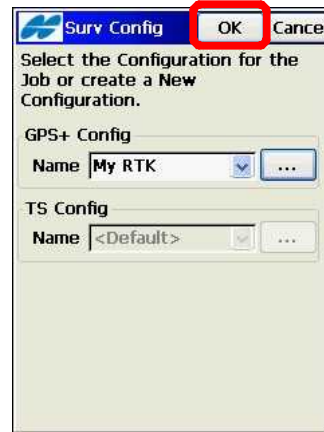 Surv Config OK Cance
Select the Configuration for the
Job or create a New
Configuration.
GPS+ Config
Name My RTK ...
TS Config
Name <Default> ...